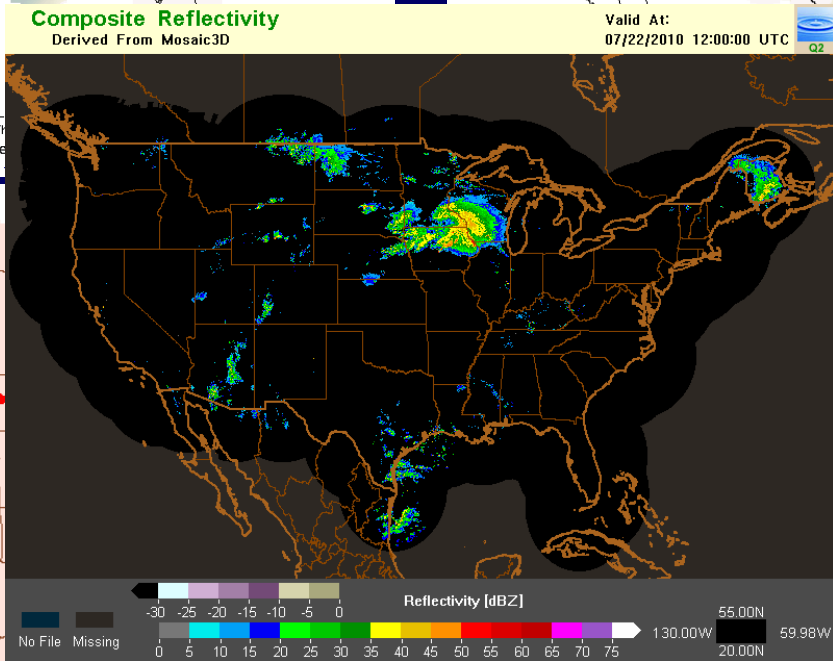 Composite Reflectivity
Derived From Mosaic3D
Valid At:
07/22/2010 12:00:00 UTC
Q2
Reflectivity [dBZ]
-30 -25 -20 -15 -10 -5 0
No File Missing
0 5 10 15 20 25 30 35 40 45 50 55 60 65 70 75
55.00N
130.00W 59.98W
20.00N